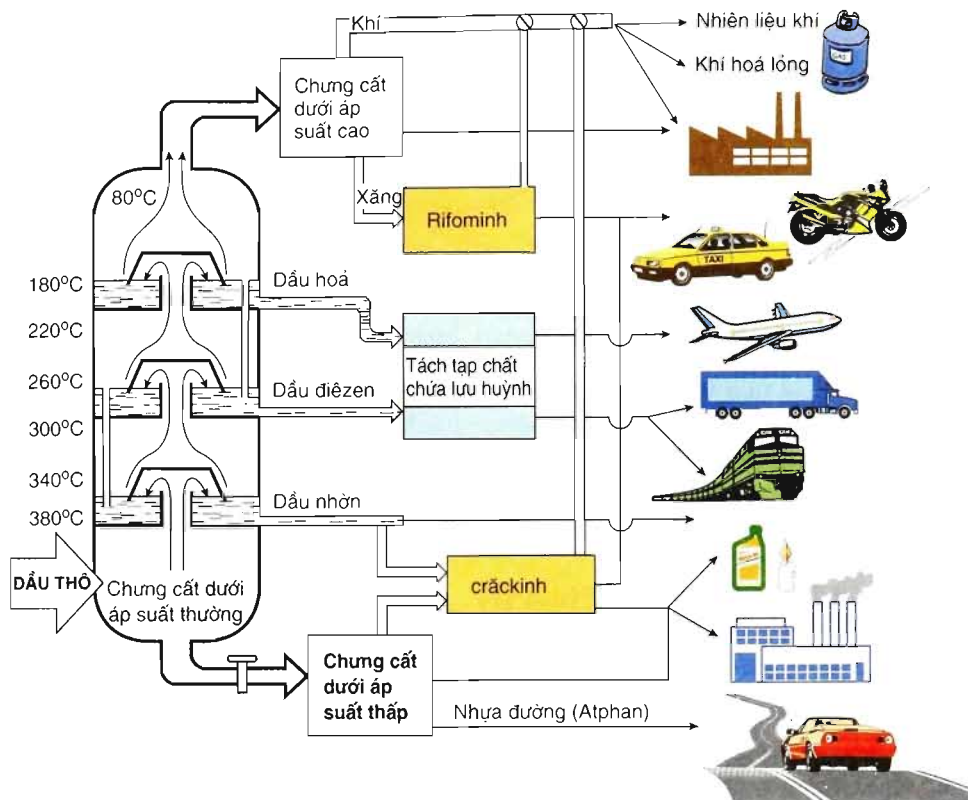 Khí
Nhiên liệu khí
Khí hoá lỏng
Chưng cất
dưới áp
suất cao
80°C
Xăng
Rifominh
TAXI
180°C
Dầu hoả
220°C
260°C
Dầu điêzen
Tách tạp chất
chứa lưu huỳnh
300°C
340°C
Dầu nhờn
380°C
DẦU THÔ
Chưng cất dưới
áp suất thường
crăckinh
Chưng cất
dưới áp
suất thấp
Nhựa đường (Atphan)